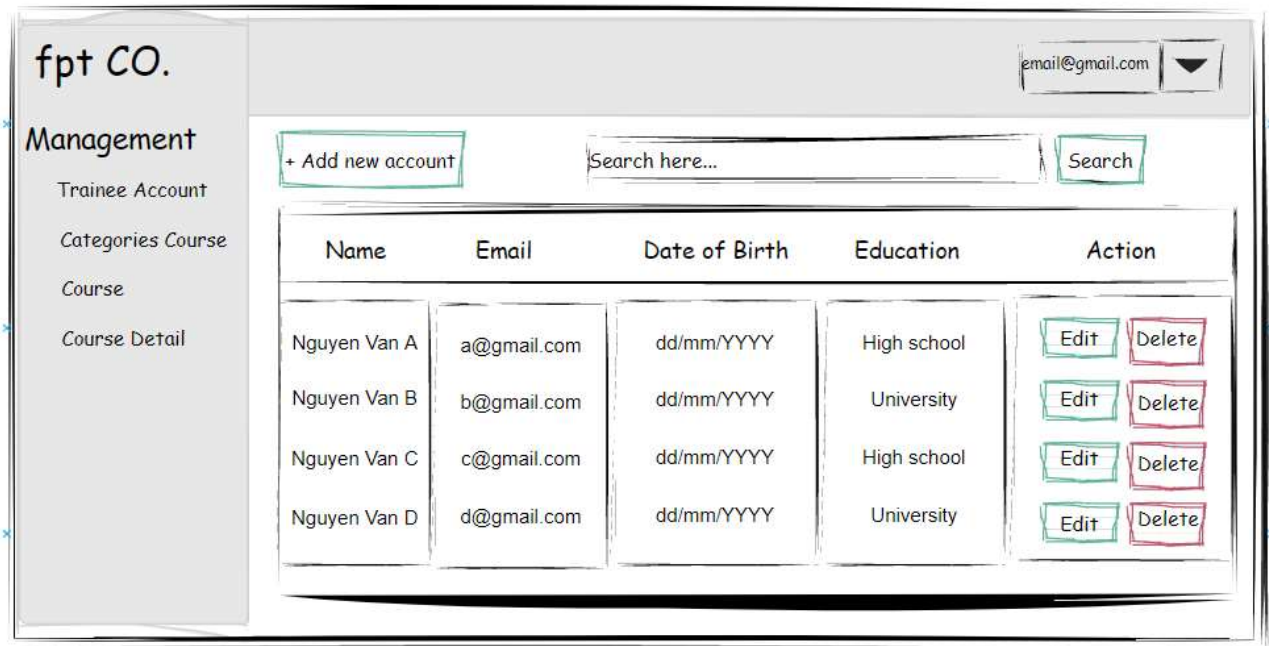 fpt CO.
email@gmail.com
Management
Trainee Account
Categories Course
Course
Course Detail
+ Add new account
Search here...
Search
Name Email Date of Birth Education Action
Nguyen Van A a@gmail.com dd/mm/YYYY High school Edit Delete
Nguyen Van B b@gmail.com dd/mm/YYYY University Edit Delete
Nguyen Van C c@gmail.com dd/mm/YYYY High school Edit Delete
Nguyen Van D d@gmail.com dd/mm/YYYY University Edit Delete